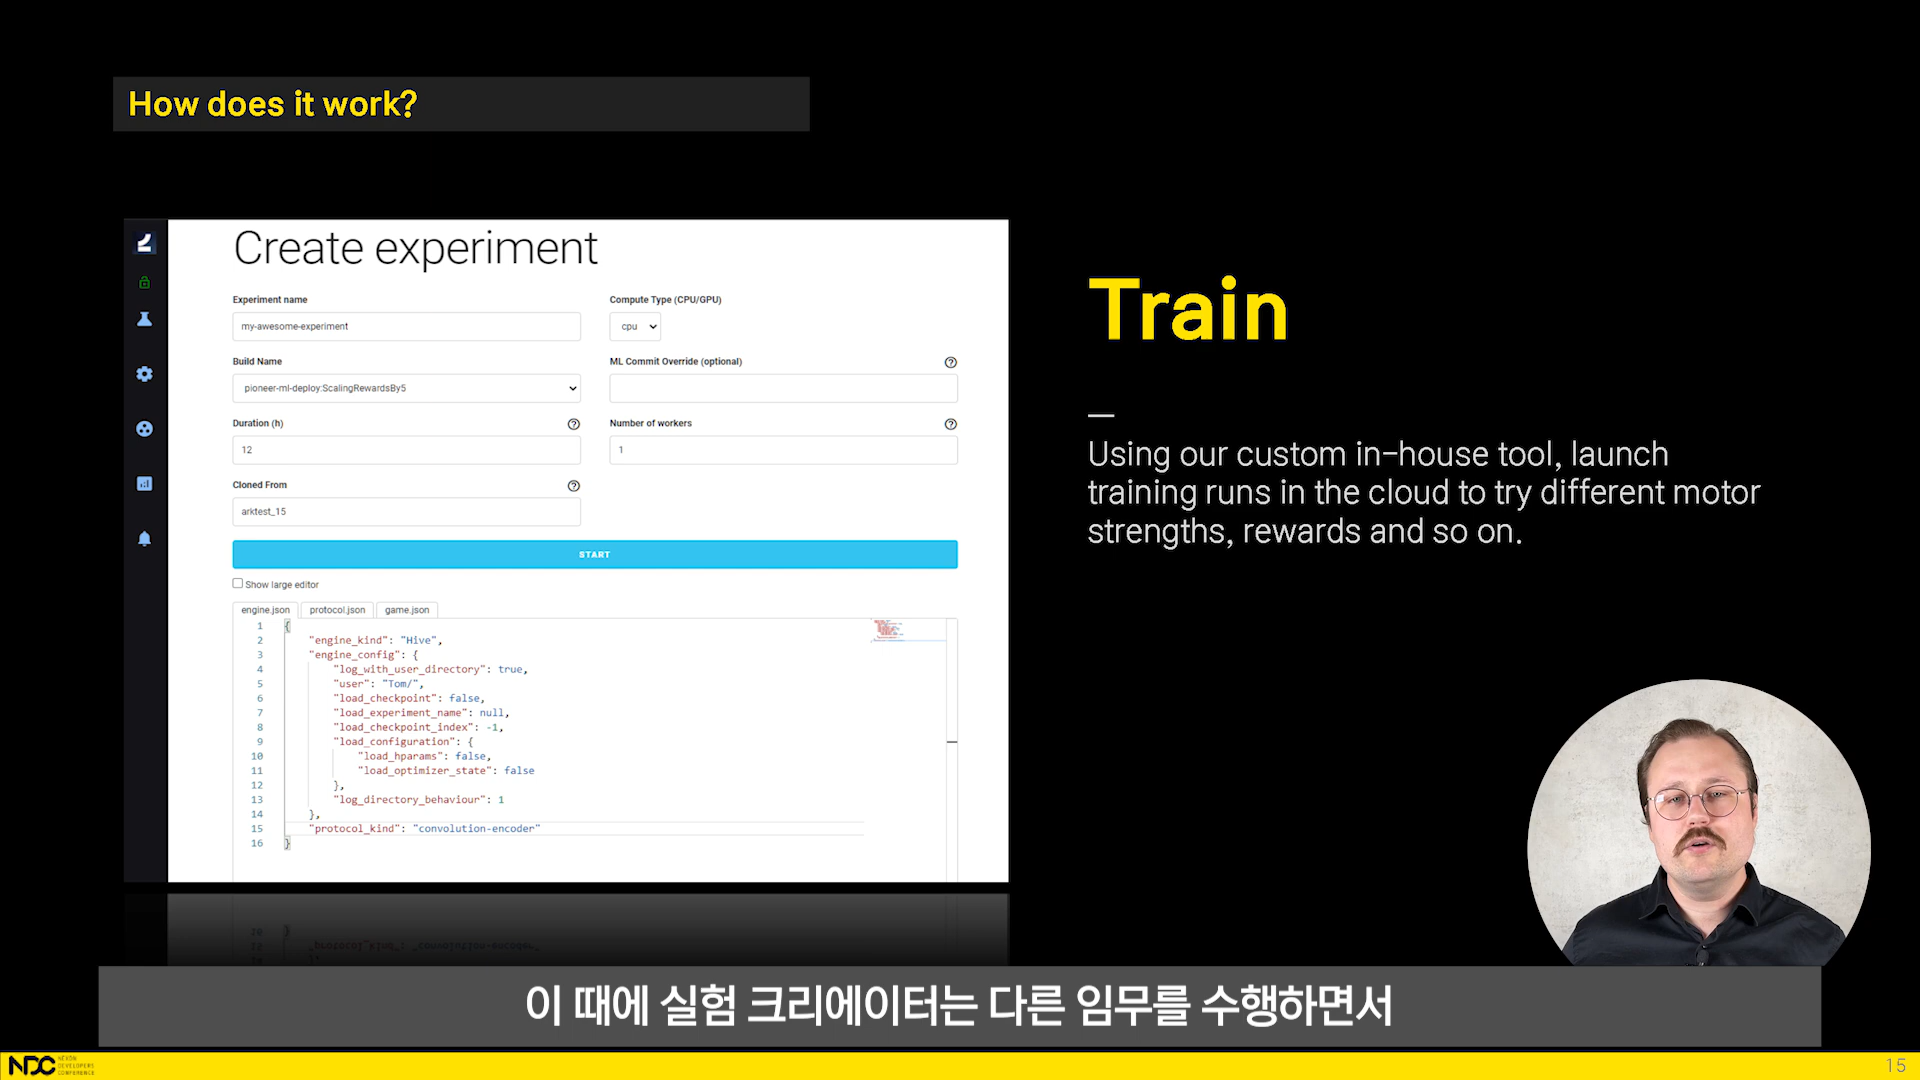 How does it work?
Create experiment
Experiment name
Compute Type (CPU/GPU)
my-awesome-experiment
cpu
Build Name
ML Commit Override (optional)
pioneer-ml-deploy:ScalingRewardsBy5
Duration (h)
Number of workers
12
1
Cloned From
arktest_15
START
Show large editor
engine.json
protocol.json
game.json
1 {
2 "engine_kind": "Hive",
3 "engine_config": {
4 "log_with_user_directory": true,
5 "user": "Tom/",
6 "load_checkpoint": false,
7 "load_experiment_name": null,
8 "load_checkpoint_index": -1,
9 "load_configuration": {
10 "load_hparams": false,
11 "load_optimizer_state": false
12 },
13 "log_directory_behaviour": 1
14 },
15 "protocol_kind": "convolution-encoder"
16 }
Train
Using our custom in-house tool, launch
training runs in the cloud to try different motor
strengths, rewards and so on.
이 때에 실험 크리에이터는 다른 임무를 수행하면서
NDC
NEXON
DEVELOPERS
CONFERENCE
15